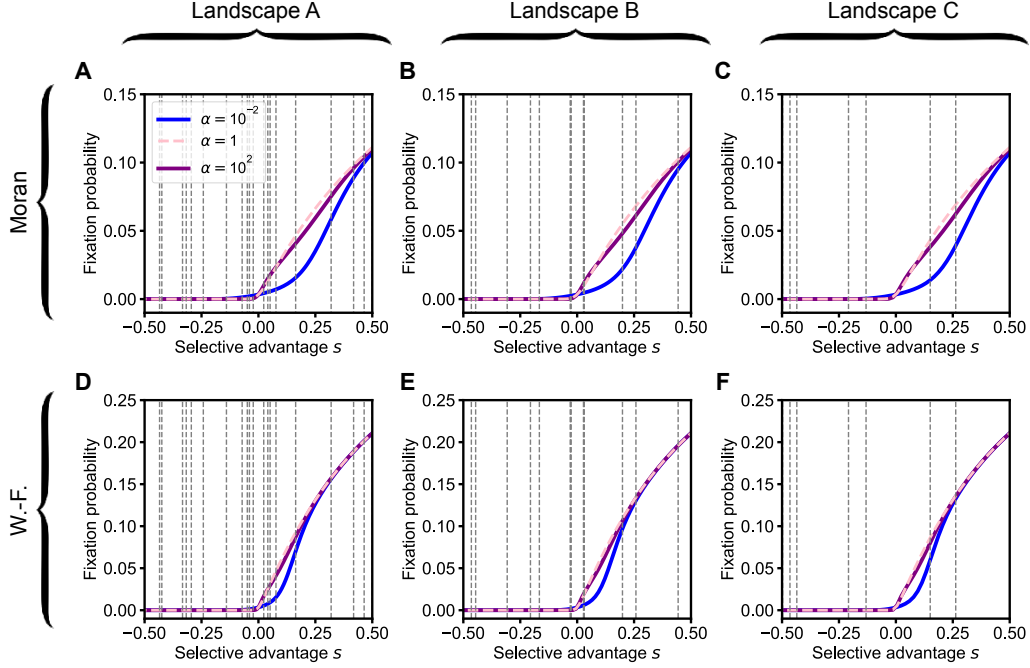 Landscape A Landscape B Landscape C
Moran
A
0.15
0.10
0.05
0.00
Fixation probability
α = 10⁻²
α = 1
α = 10²
−0.50 −0.25 0.00 0.25 0.50
Selective advantage s
B
0.15
0.10
0.05
0.00
Fixation probability
−0.50 −0.25 0.00 0.25 0.50
Selective advantage s
C
0.15
0.10
0.05
0.00
Fixation probability
−0.50 −0.25 0.00 0.25 0.50
Selective advantage s
W.-F.
D
0.25
0.20
0.15
0.10
0.05
0.00
Fixation probability
−0.50 −0.25 0.00 0.25 0.50
Selective advantage s
E
0.25
0.20
0.15
0.10
0.05
0.00
Fixation probability
−0.50 −0.25 0.00 0.25 0.50
Selective advantage s
F
0.25
0.20
0.15
0.10
0.05
0.00
Fixation probability
−0.50 −0.25 0.00 0.25 0.50
Selective advantage s